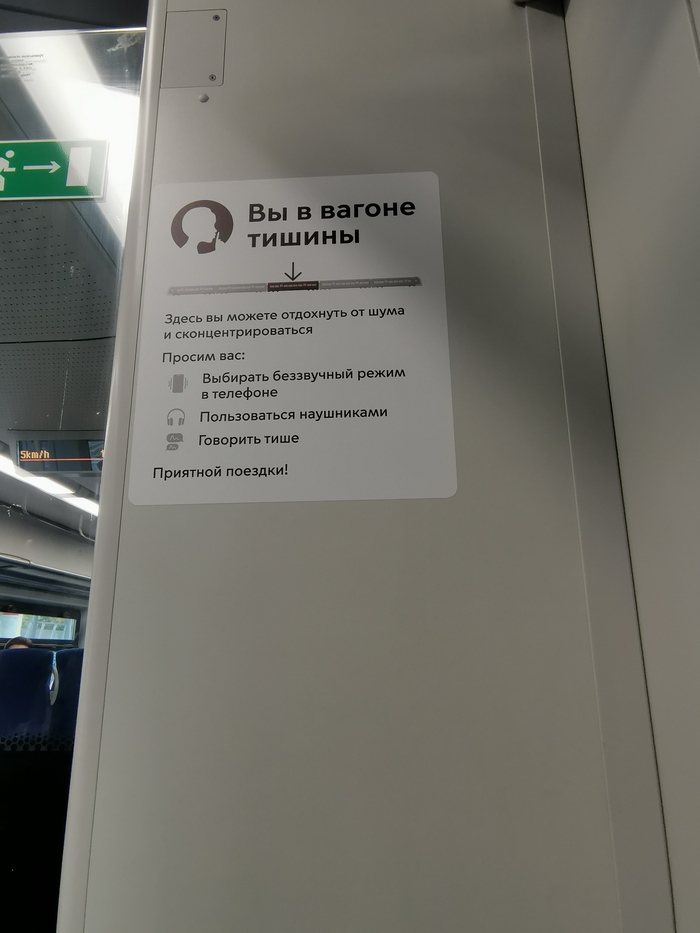 Вы в вагоне
тишины
Здесь вы можете отдохнуть от шума
и сконцентрироваться
Просим вас:
Выбирать беззвучный режим
в телефоне
Пользоваться наушниками
Говорить тише
Приятной поездки!
5km/h